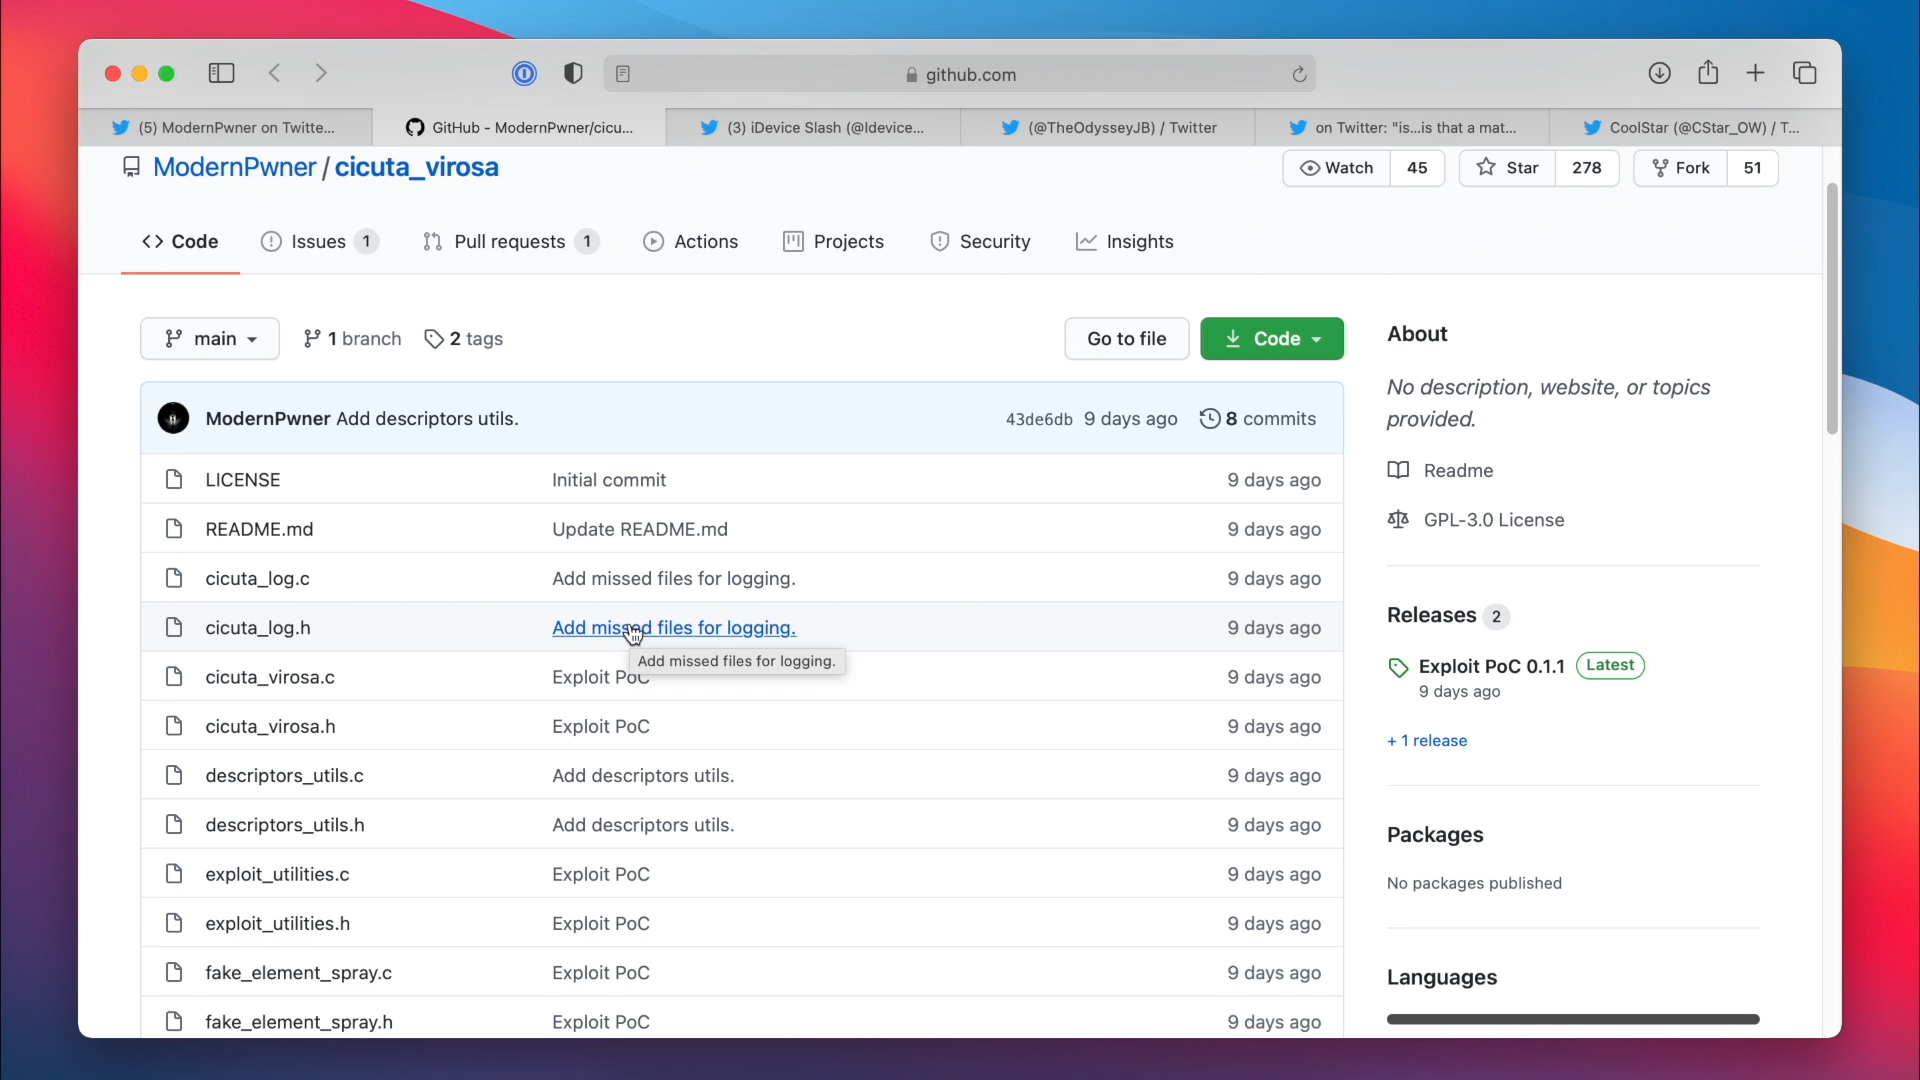 github.com
(5) ModernPwner on Twitte...
GitHub - ModernPwner/cicu...
(3) iDevice Slash (@Idevice...
(@TheOdysseyJB) / Twitter
on Twitter: "is...is that a mat...
CoolStar (@CStar_OW) / T...
ModernPwner / cicuta_virosa
Watch 45
Star 278
Fork 51
Code
Issues 1
Pull requests 1
Actions
Projects
Security
Insights
main
1 branch
2 tags
Go to file
Code
ModernPwner Add descriptors utils. 43de6db 9 days ago 8 commits
LICENSE Initial commit 9 days ago
README.md Update README.md 9 days ago
cicuta_log.c Add missed files for logging. 9 days ago
cicuta_log.h Add missed files for logging. 9 days ago
Add missed files for logging.
cicuta_virosa.c Exploit PoC 9 days ago
cicuta_virosa.h Exploit PoC 9 days ago
descriptors_utils.c Add descriptors utils. 9 days ago
descriptors_utils.h Add descriptors utils. 9 days ago
exploit_utilities.c Exploit PoC 9 days ago
exploit_utilities.h Exploit PoC 9 days ago
fake_element_spray.c Exploit PoC 9 days ago
fake_element_spray.h Exploit PoC 9 days ago
About
No description, website, or topics
provided.
Readme
GPL-3.0 License
Releases 2
Exploit PoC 0.1.1 Latest
9 days ago
+ 1 release
Packages
No packages published
Languages